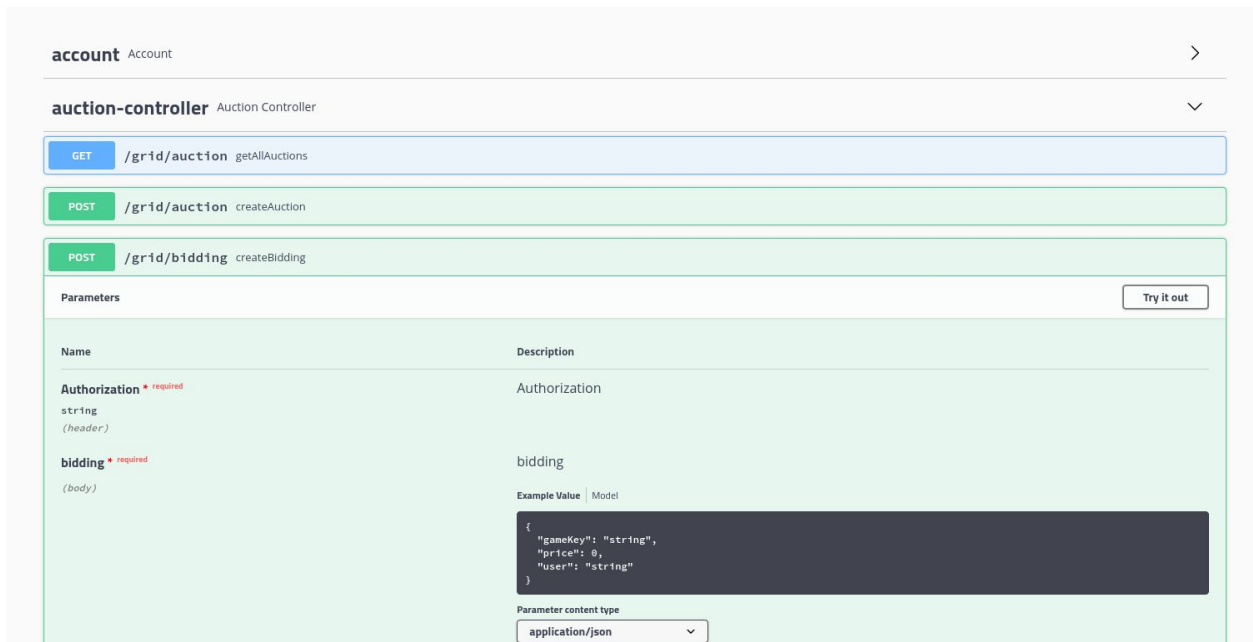 account Account
auction-controller Auction Controller
GET /grid/auction getAllAuctions
POST /grid/auction createAuction
POST /grid/bidding createBidding
Parameters Try it out
Name Description
Authorization * required Authorization
string
(header)
bidding * required bidding
(body)
Example Value Model
{
"gameKey": "string",
"price": 0,
"user": "string"
}
Parameter content type
application/json